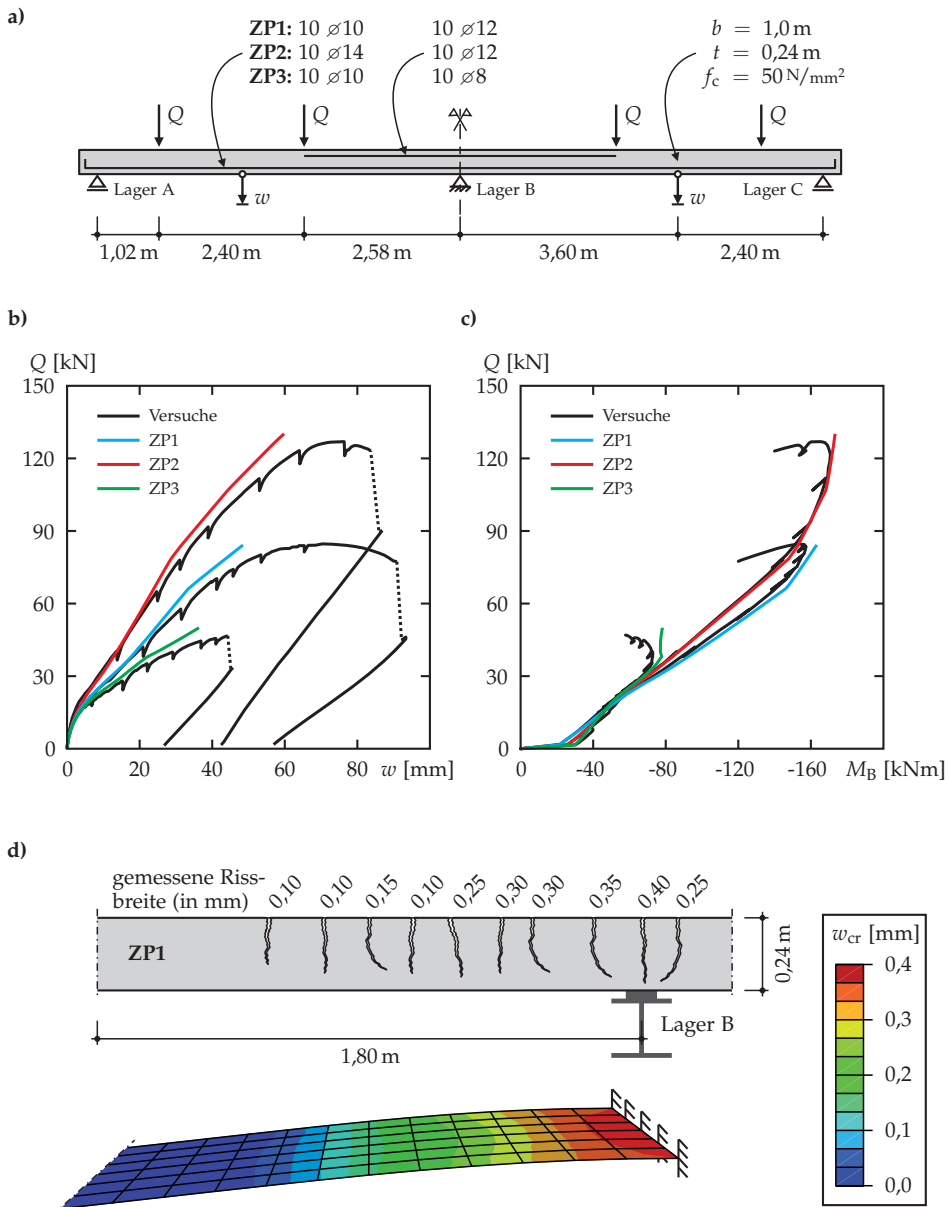 a)
ZP1: 10 ⌀10 10 ⌀12 b = 1,0 m
ZP2: 10 ⌀14 10 ⌀12 t = 0,24 m
ZP3: 10 ⌀10 10 ⌀8 fc = 50 N/mm²
Q Q Q Q
Lager A w Lager B w Lager C
1,02 m 2,40 m 2,58 m 3,60 m 2,40 m
b)
Q [kN]
150
120
90
60
30
0
Versuche
ZP1
ZP2
ZP3
0 20 40 60 80 w [mm]
c)
Q [kN]
150
120
90
60
30
0
Versuche
ZP1
ZP2
ZP3
0 -40 -80 -120 -160 MB [kNm]
d)
gemessene Riss-
breite (in mm)
0,10 0,10 0,15 0,10 0,25 0,30 0,30 0,35 0,40 0,25
ZP1
0,24 m
Lager B
1,80 m
wcr [mm]
0,4
0,3
0,2
0,1
0,0